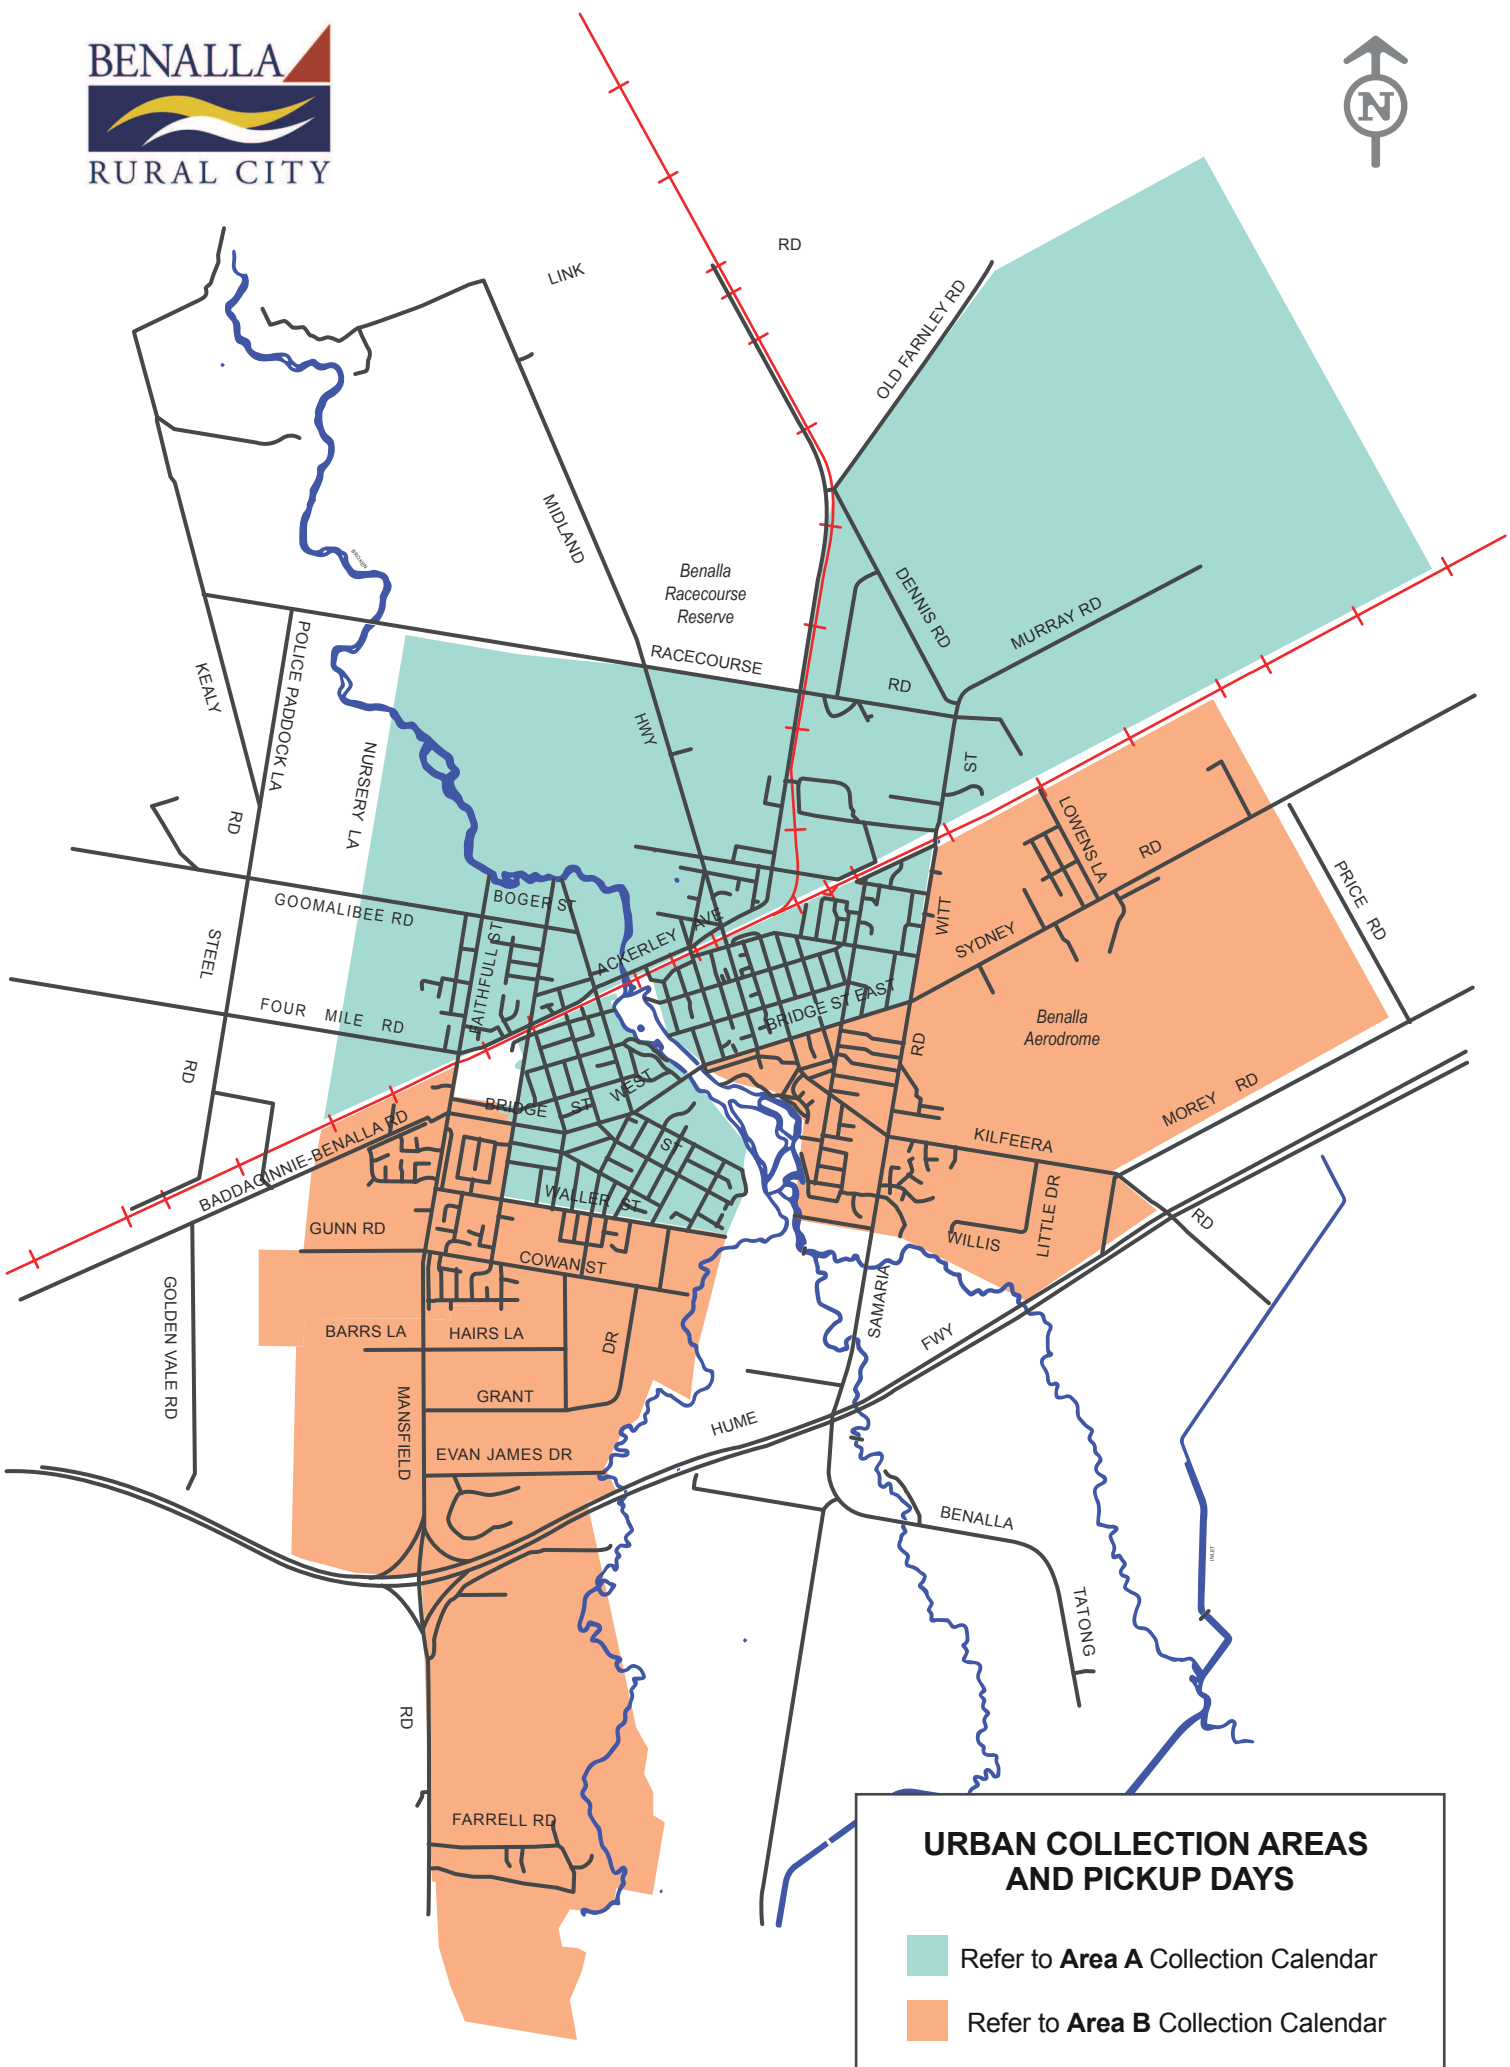 BENALLA
RURAL CITY
N
RD
LINK
OLD FARNLEY RD
MIDLAND
BROKEN
Benalla
Racecourse
Reserve
DENNIS RD
MURRAY RD
RACECOURSE
RD
POLICE PADDOCK LA
KEALY
HWY
NURSERY LA
ST
RD
LOWENS LA
RD
PRICE RD
GOOMALIBEE RD
BOGER ST
WITT
STEEL
FAITHFULL ST
ACKERLEY AVE
SYDNEY
FOUR MILE RD
BRIDGE ST EAST
Benalla
Aerodrome
RD
RD
BRIDGE ST WEST
MOREY RD
BADDAGINNIE-BENALLA RD
ST
KILFEERA
WALLER ST
LITTLE DR
RD
GUNN RD
WILLIS
COWAN ST
GOLDEN VALE RD
SAMARIA
BARRS LA
HAIRS LA
DR
FWY
MANSFIELD
GRANT
HUME
EVAN JAMES DR
BENALLA
INLET
TATONG
RD
FARRELL RD
URBAN COLLECTION AREAS
AND PICKUP DAYS
Refer to Area A Collection Calendar
Refer to Area B Collection Calendar